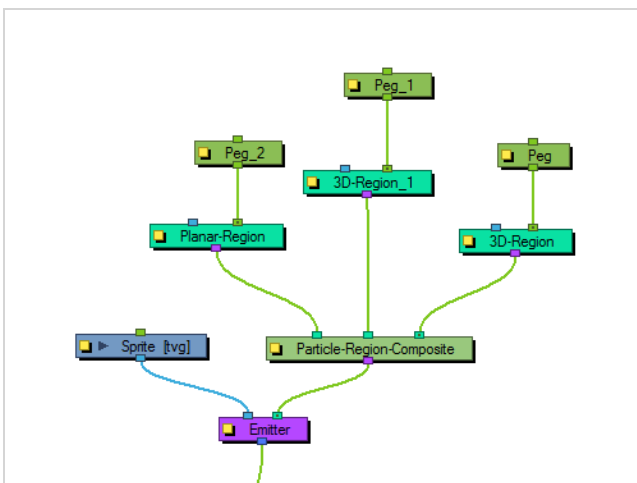 Peg_1
Peg_2
Peg
3D-Region_1
Planar-Region
3D-Region
Sprite [tvg]
Particle-Region-Composite
Emitter